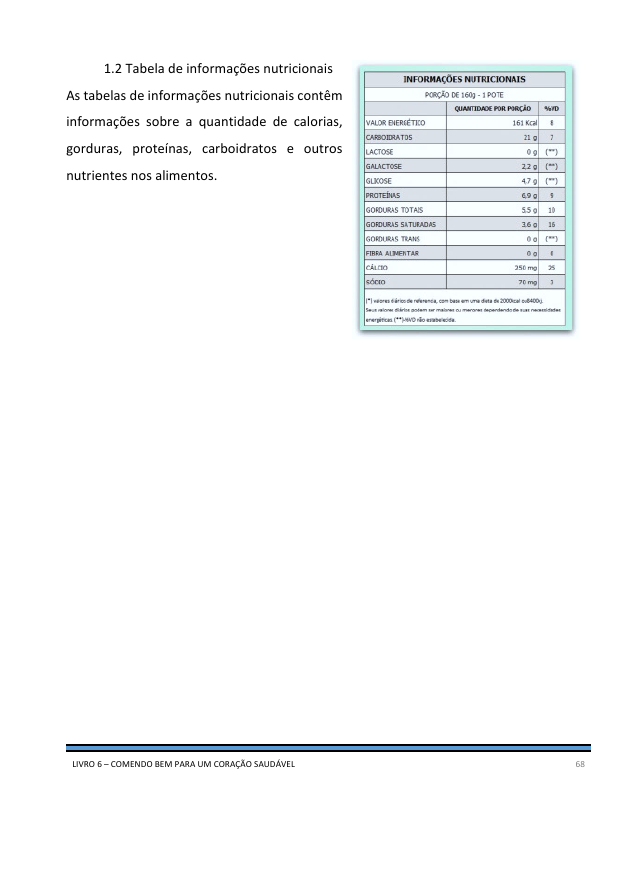 1.2 Tabela de informações nutricionais
As tabelas de informações nutricionais contêm
informações sobre a quantidade de calorias,
gorduras, proteínas, carboidratos e outros
nutrientes nos alimentos.
INFORMAÇÕES NUTRICIONAIS
PORÇÃO DE 160g - 1 POTE
QUANTIDADE POR PORÇÃO %VD
VALOR ENERGÉTICO 161 Kcal 8
CARBOIDRATOS 21 g 7
LACTOSE 0 g (**)
GALACTOSE 2,2 g (**)
GLICOSE 4,7 g (**)
PROTEÍNAS 6,9 g 9
GORDURAS TOTAIS 5,5 g 10
GORDURAS SATURADAS 3,6 g 16
GORDURAS TRANS 0 g (**)
FIBRA ALIMENTAR 0 g
CÁLCIO 250 mg 25
SÓDIO 70 mg 3
(*) valores diários de referencia, com base em uma dieta de 2000kcal ou8400kj.
Seus valores diários podem ser maiores ou menores dependendo de suas necessidades
energéticas (**)-%VD não estabelecida.
LIVRO 6 – COMENDO BEM PARA UM CORAÇÃO SAUDÁVEL 68